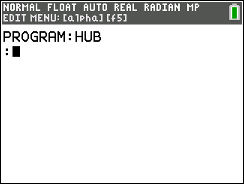 NORMAL FLOAT AUTO REAL RADIAN MP
EDIT MENU:[alpha][f5]
PROGRAM:HUB
: